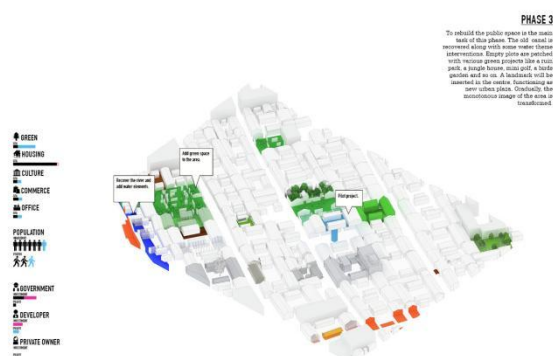 PHASE 3
To rebuild the public space is the main
task of this phase. The old canal is
recovered along with some water theme
interventions. Empty plots are patched
with various green projects like a ruin
park, a jungle house, mini golf, a birds
garden and so on. A landmark will be
inserted in the centre, functioning as
new urban plaza. Gradually, the
monotonous image of the area is
transformed.
Add green space
to the area.
Recover the river and
add water elements.
Pilot project.
GREEN
HOUSING
CULTURE
COMMERCE
OFFICE
POPULATION
GOVERNMENT
DEVELOPER
PRIVATE OWNER